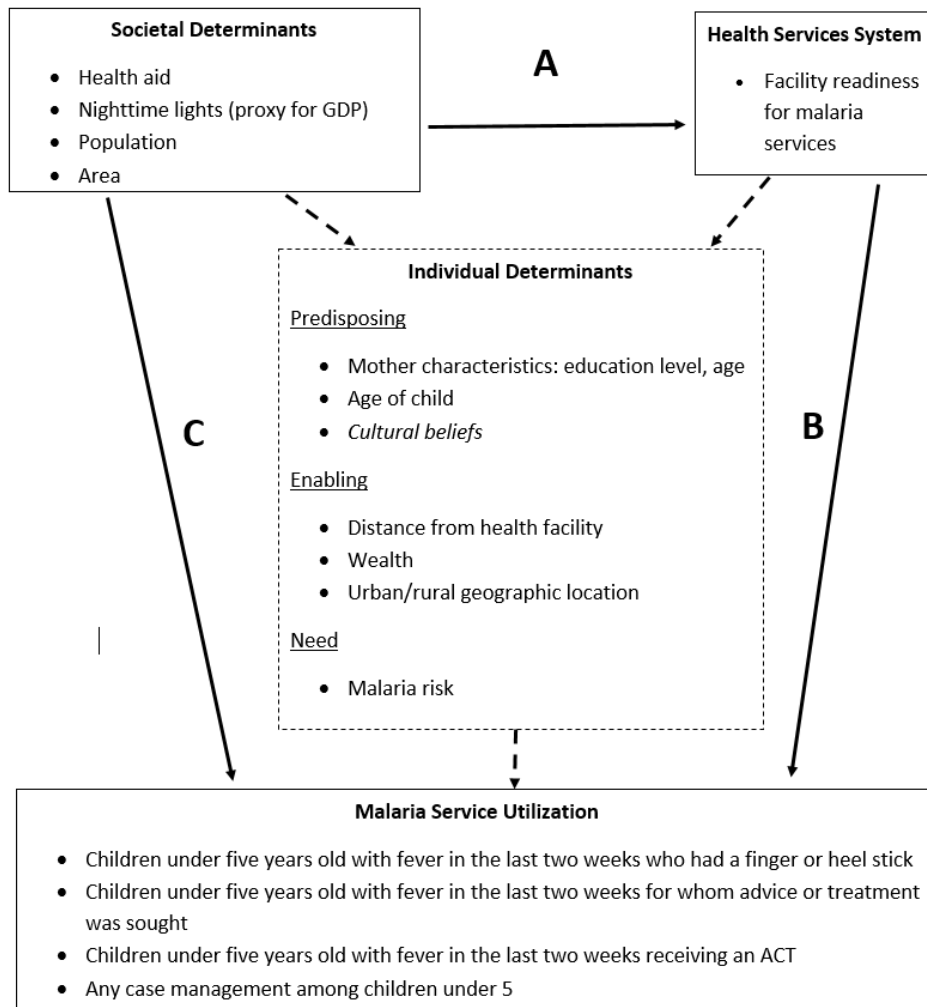 Societal Determinants
• Health aid
• Nighttime lights (proxy for GDP)
• Population
• Area
A
Health Services System
• Facility readiness
for malaria
services
Individual Determinants
Predisposing
• Mother characteristics: education level, age
• Age of child
• Cultural beliefs
Enabling
• Distance from health facility
• Wealth
• Urban/rural geographic location
Need
• Malaria risk
C
B
Malaria Service Utilization
• Children under five years old with fever in the last two weeks who had a finger or heel stick
• Children under five years old with fever in the last two weeks for whom advice or treatment
was sought
• Children under five years old with fever in the last two weeks receiving an ACT
• Any case management among children under 5